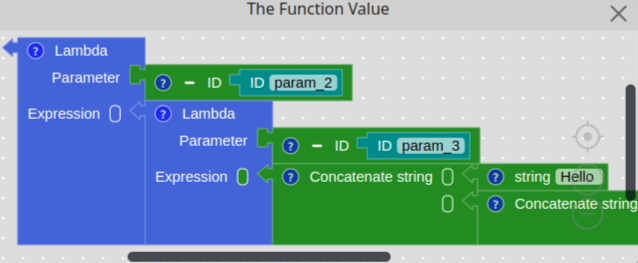 The Function Value
? Lambda
Parameter ? – ID ID param_2
Expression ? Lambda
Parameter ? – ID ID param_3
Expression ? Concatenate string ? string Hello
? Concatenate string